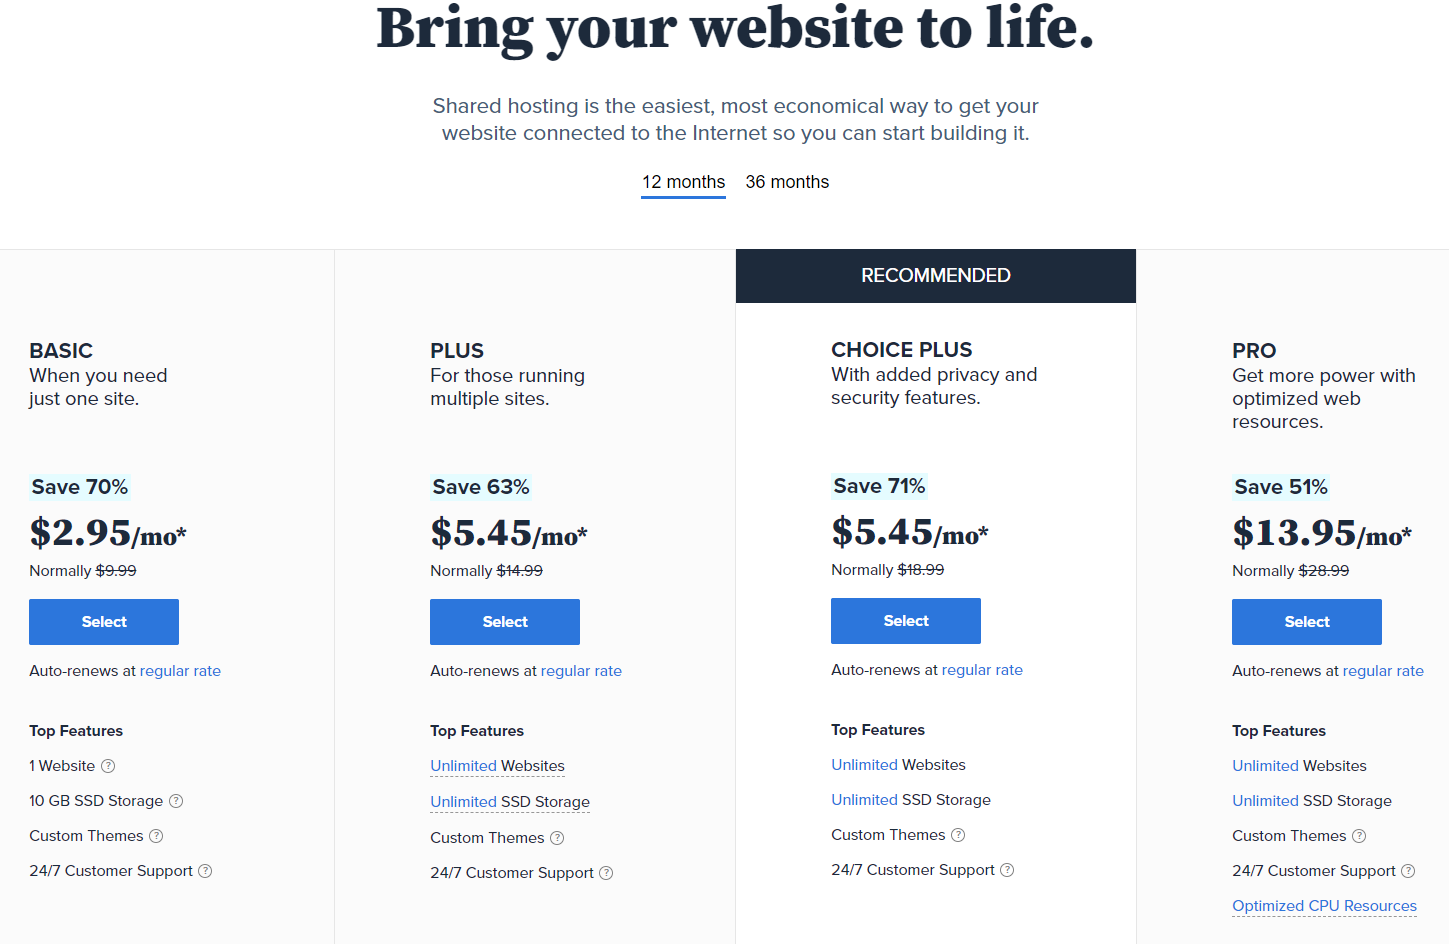 Bring your website to life.
Shared hosting is the easiest, most economical way to get your
website connected to the Internet so you can start building it.
12 months 36 months
BASIC
When you need
just one site.
Save 70%
$2.95/mo*
Normally $9.99
Select
Auto-renews at regular rate
Top Features
1 Website ?
10 GB SSD Storage ?
Custom Themes ?
24/7 Customer Support ?
PLUS
For those running
multiple sites.
Save 63%
$5.45/mo*
Normally $14.99
Select
Auto-renews at regular rate
Top Features
Unlimited Websites
Unlimited SSD Storage
Custom Themes ?
24/7 Customer Support ?
RECOMMENDED
CHOICE PLUS
With added privacy and
security features.
Save 71%
$5.45/mo*
Normally $18.99
Select
Auto-renews at regular rate
Top Features
Unlimited Websites
Unlimited SSD Storage
Custom Themes ?
24/7 Customer Support ?
PRO
Get more power with
optimized web
resources.
Save 51%
$13.95/mo*
Normally $28.99
Select
Auto-renews at regular rate
Top Features
Unlimited Websites
Unlimited SSD Storage
Custom Themes ?
24/7 Customer Support ?
Optimized CPU Resources